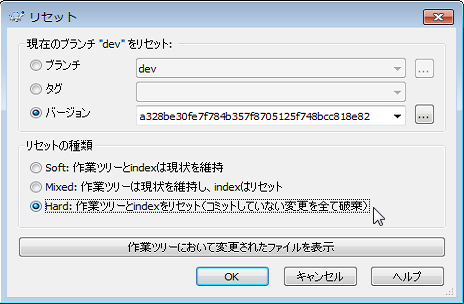 リセット
現在のブランチ "dev" をリセット:
ブランチ dev ...
タグ
バージョン a328be30fe7f784b357f8705125f748bcc818e82 ...
リセットの種類
Soft: 作業ツリーとindexは現状を維持
Mixed: 作業ツリーは現状を維持し、indexはリセット
Hard: 作業ツリーとindexをリセット(コミットしていない変更を全て破棄)
作業ツリーにおいて変更されたファイルを表示
OK キャンセル ヘルプ